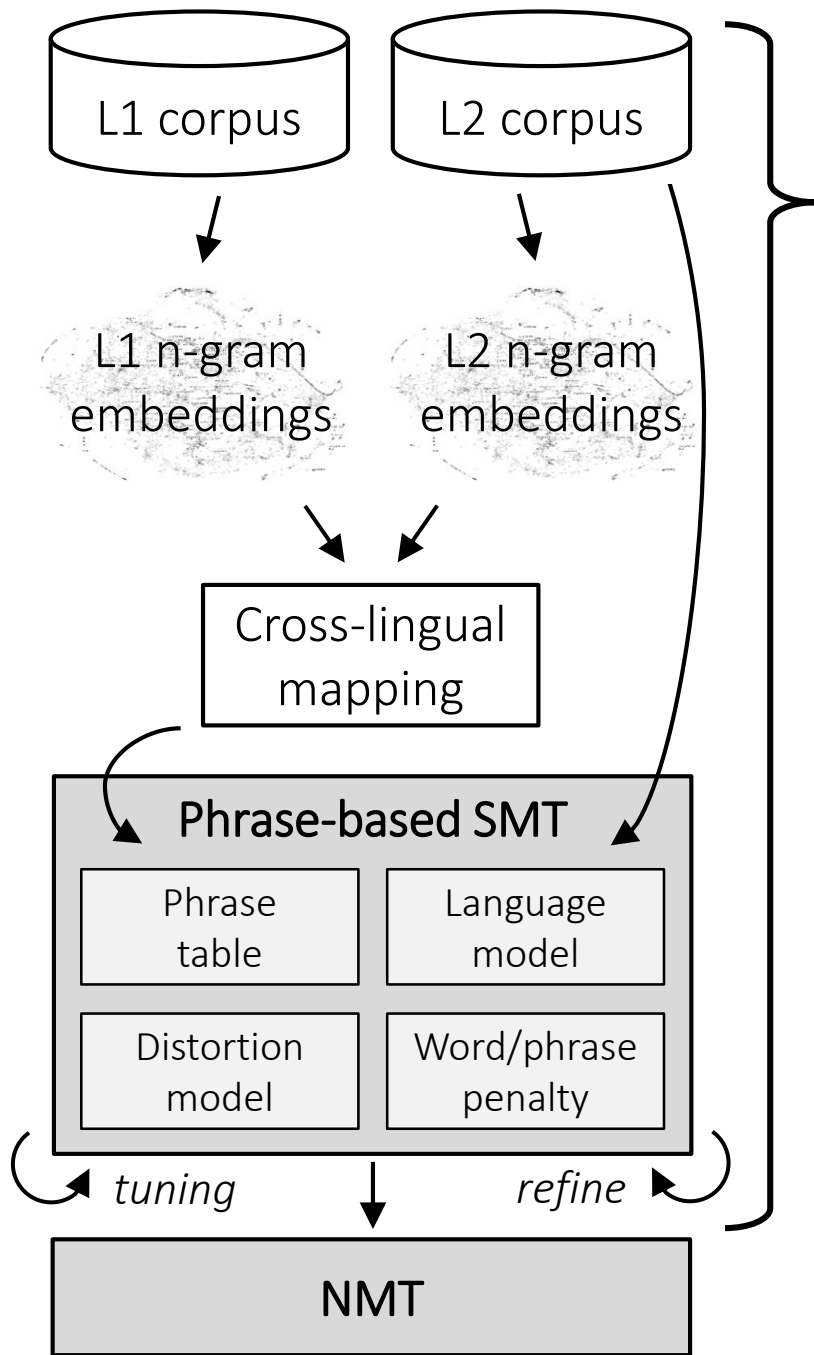 L1 corpus
L2 corpus
L1 n-gram
embeddings
L2 n-gram
embeddings
Cross-lingual
mapping
Phrase-based SMT
Phrase
table
Language
model
Distortion
model
Word/phrase
penalty
tuning
refine
NMT